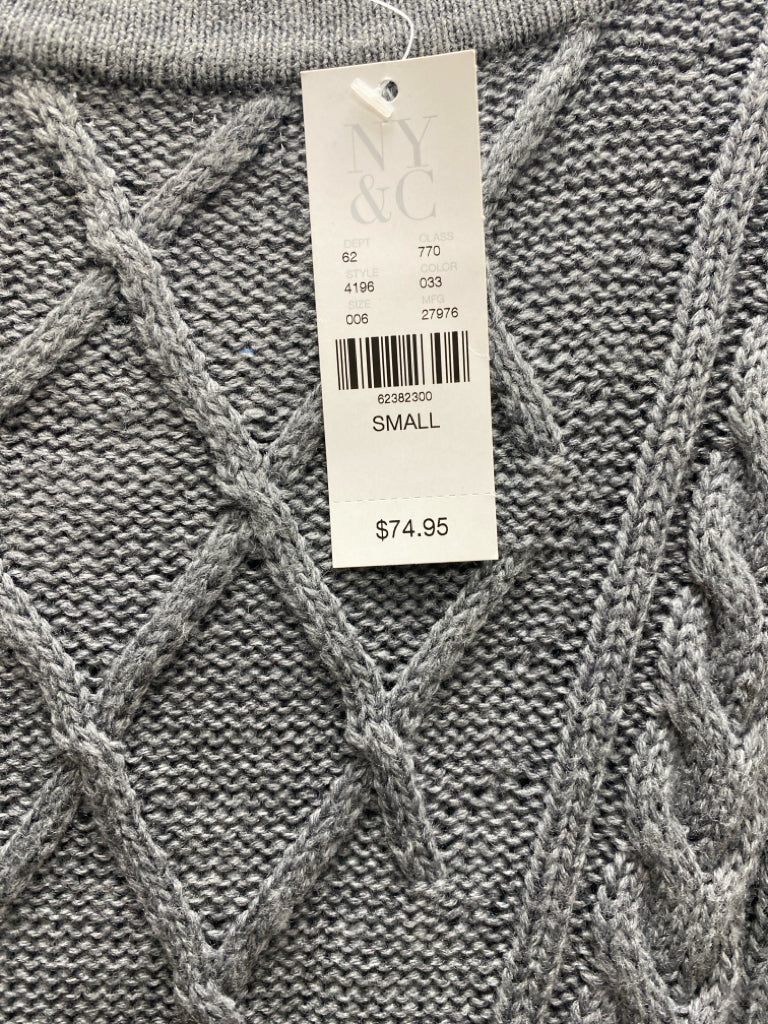 NY
&C
DEPT CLASS
62 770
STYLE COLOR
4196 033
SIZE MFG
006 27976
62382300
SMALL
$74.95